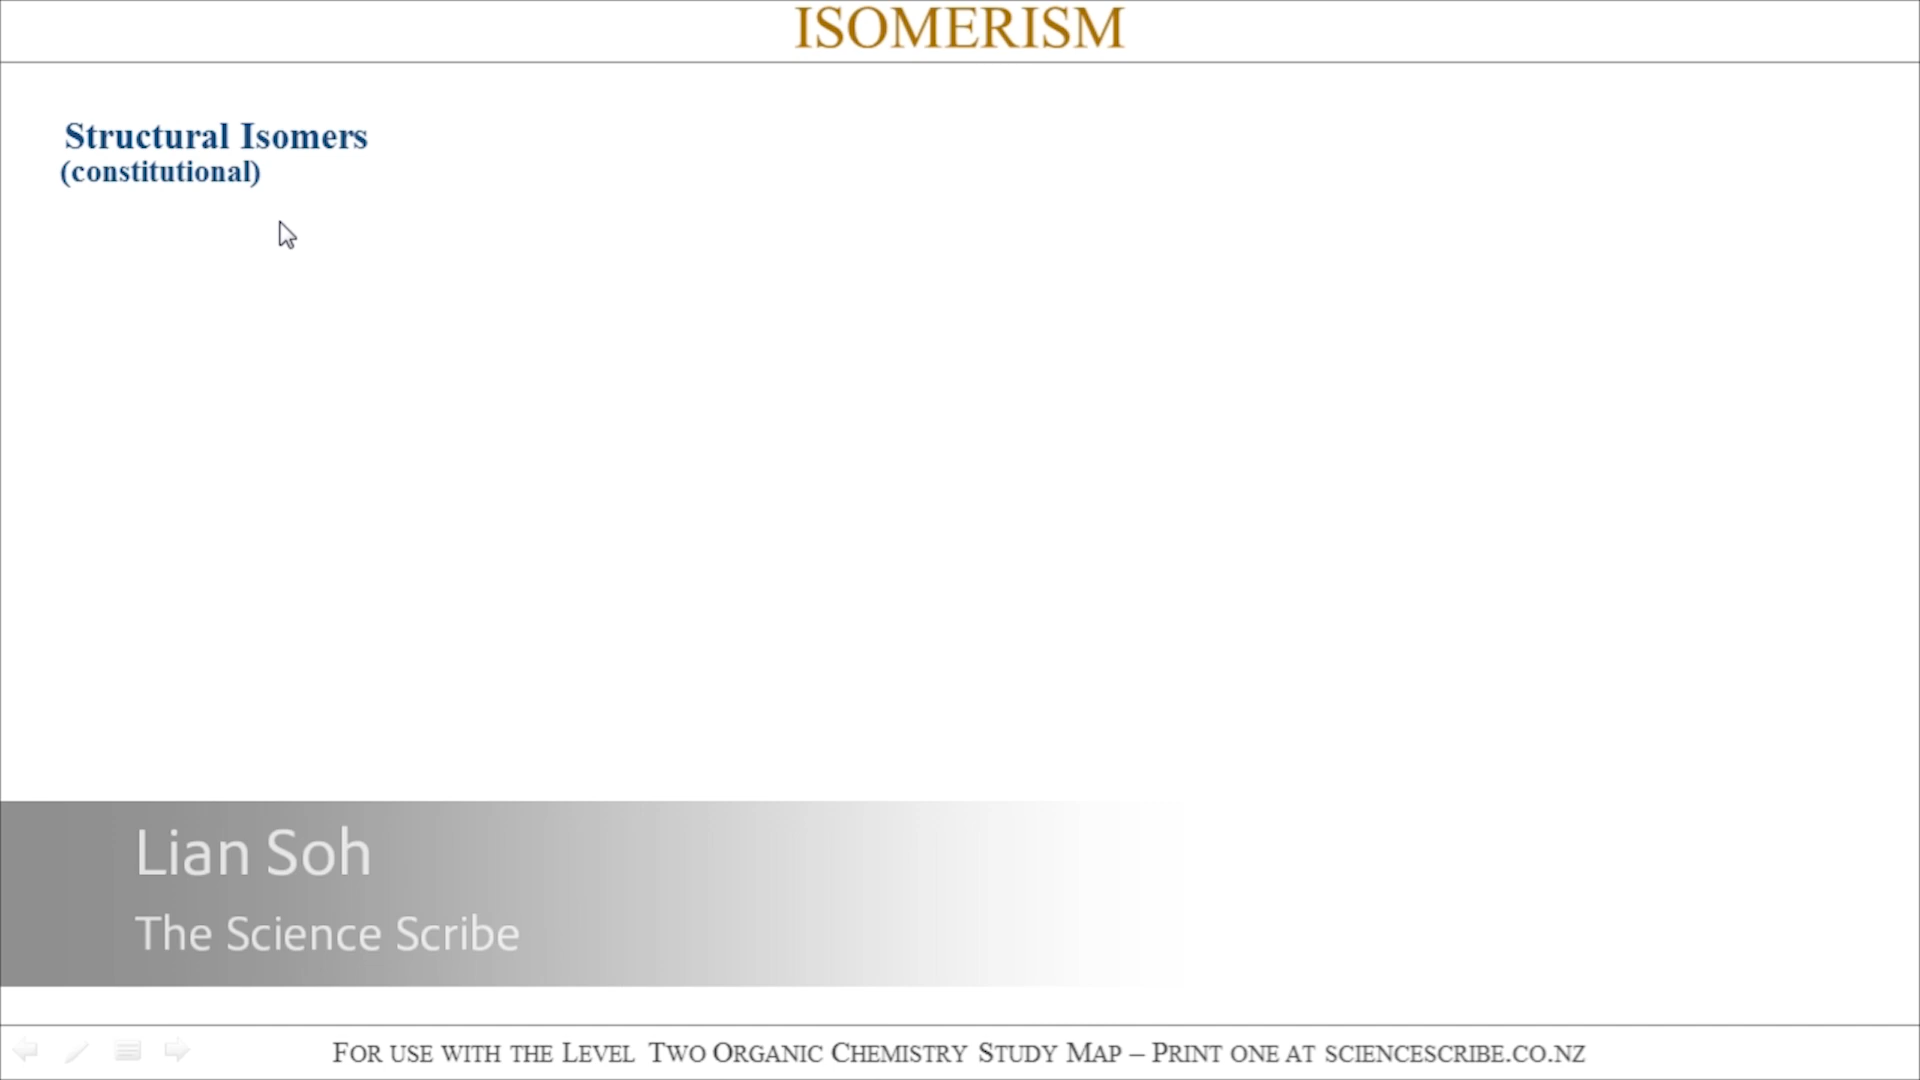 ISOMERISM
Structural Isomers
(constitutional)
Lian Soh
The Science Scribe
FOR USE WITH THE LEVEL TWO ORGANIC CHEMISTRY STUDY MAP – PRINT ONE AT SCIENCESCRIBE.CO.NZ